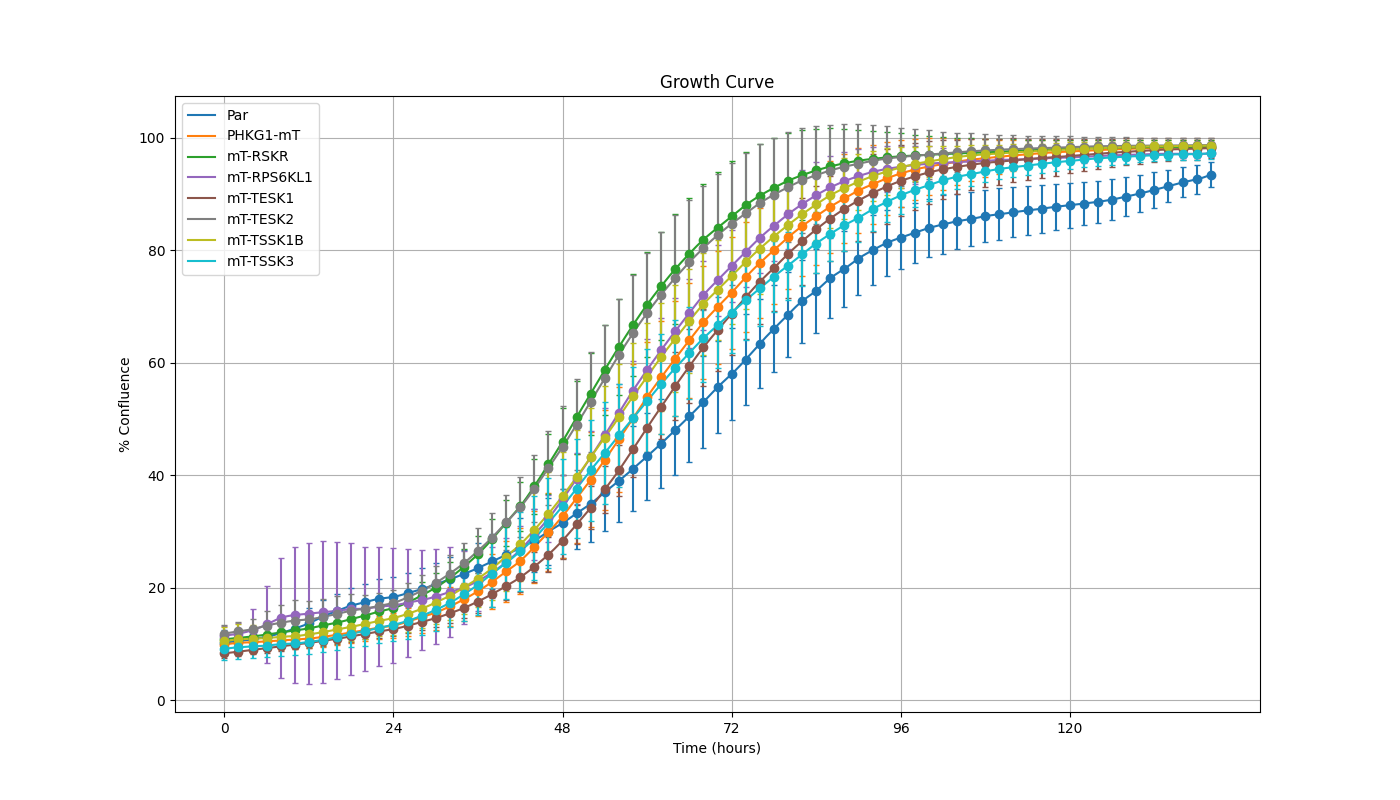 Growth Curve
Par
PHKG1-mT
mT-RSKR
mT-RPS6KL1
mT-TESK1
mT-TESK2
mT-TSSK1B
mT-TSSK3
% Confluence
100
80
60
40
20
0
0 24 48 72 96 120
Time (hours)